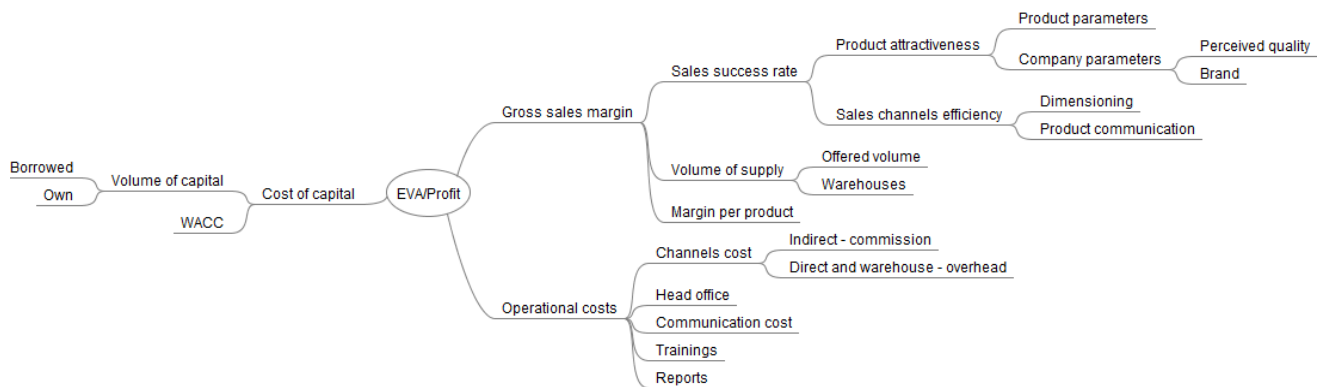 Product parameters
Product attractiveness
Company parameters
Perceived quality
Brand
Sales success rate
Sales channels efficiency
Dimensioning
Product communication
Gross sales margin
Volume of supply
Offered volume
Warehouses
Margin per product
Borrowed
Own
Volume of capital
WACC
Cost of capital
EVA/Profit
Operational costs
Channels cost
Indirect - commission
Direct and warehouse - overhead
Head office
Communication cost
Trainings
Reports